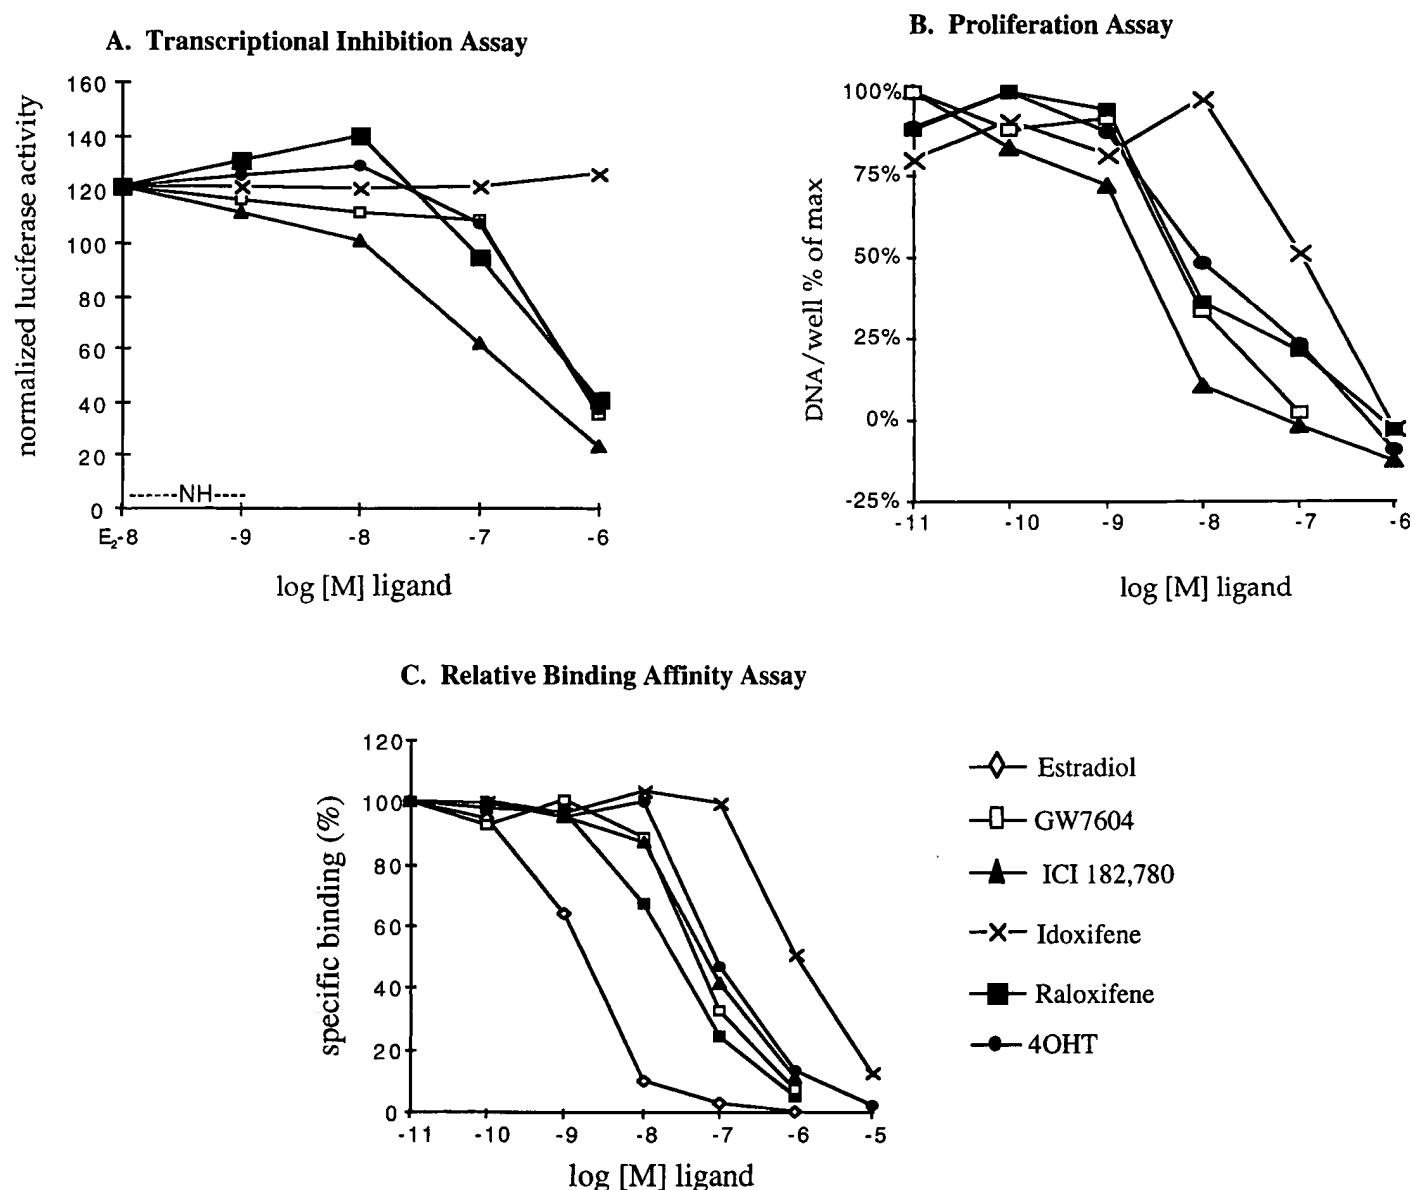 A. Transcriptional Inhibition Assay
normalized luciferase activity
160
140
120
100
80
60
40
20
0
------NH----
E2-8 -9 -8 -7 -6
log [M] ligand
B. Proliferation Assay
DNA/well % of max
100%
75%
50%
25%
0%
-25%
-11 -10 -9 -8 -7 -6
log [M] ligand
C. Relative Binding Affinity Assay
specific binding (%)
120
100
80
60
40
20
0
-11 -10 -9 -8 -7 -6 -5
log [M] ligand
Estradiol
GW7604
ICI 182,780
Idoxifene
Raloxifene
4OHT